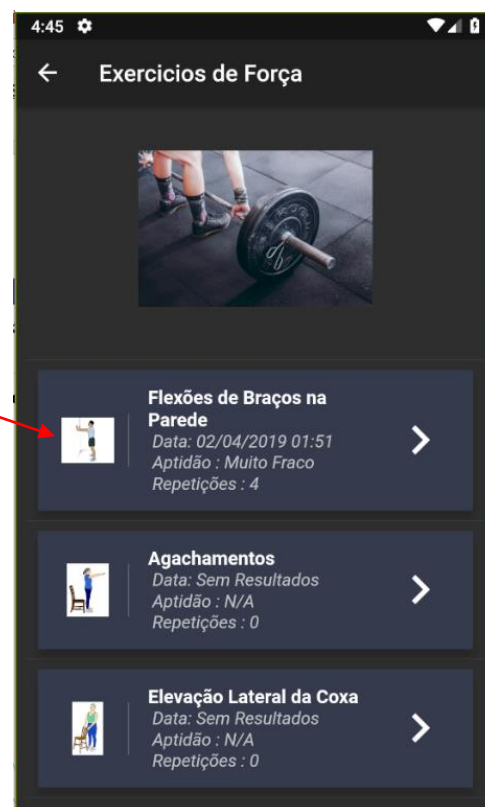 4:45
Exercicios de Força
Flexões de Braços na
Parede
Data: 02/04/2019 01:51
Aptidão : Muito Fraco
Repetições : 4
Agachamentos
Data: Sem Resultados
Aptidão : N/A
Repetições : 0
Elevação Lateral da Coxa
Data: Sem Resultados
Aptidão : N/A
Repetições : 0